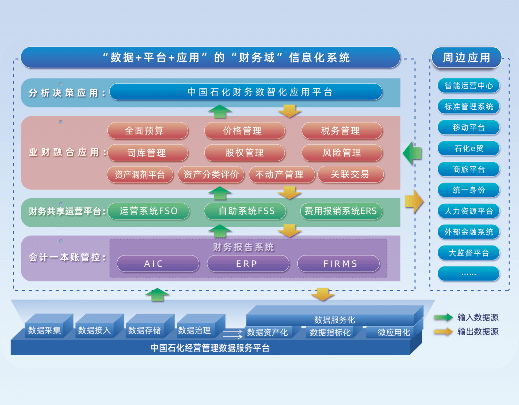 “数据+平台+应用”的“财务域”信息化系统
周边应用
分析决策应用：
中国石化财务数智化应用平台
业财融合应用：
全面预算
价格管理
税务管理
司库管理
股权管理
风险管理
资产调剂平台
资产分类评价
不动产管理
关联交易
财务共享运营平台：
运营系统FSO
自助系统FSS
费用报销系统ERS
会计一本账管控：
财务报告系统
AIC
ERP
FIRMS
智能运营中心
标准管理系统
移动平台
石化e贸
商旅平台
统一身份
人力资源平台
外部金融系统
大监督平台
……
数据采集
数据接入
数据存储
数据治理
数据服务化
数据资产化
数据指标化
微应用化
中国石化经营管理数据服务平台
输入数据源
输出数据源